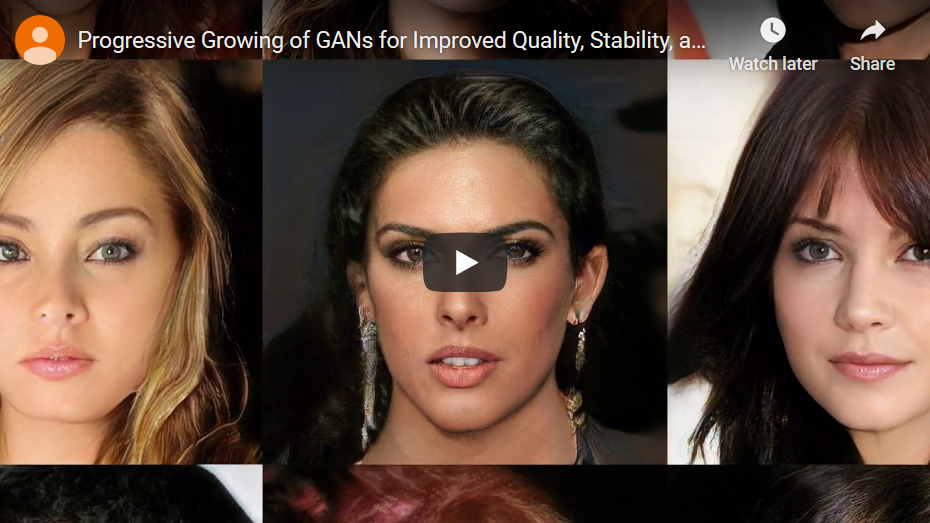 Progressive Growing of GANs for Improved Quality, Stability, a...
Watch later
Share